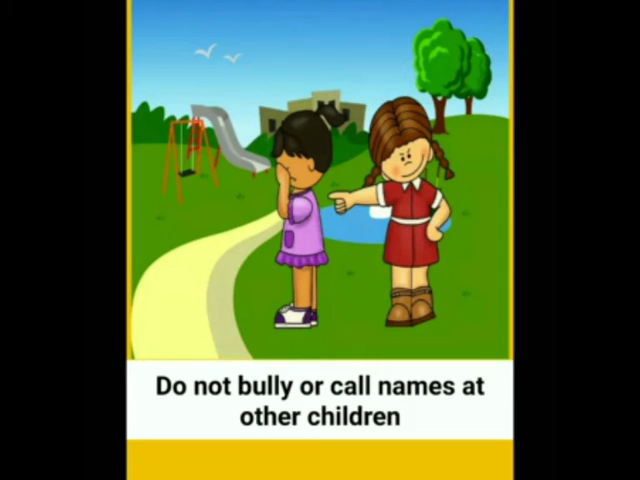 Do not bully or call names at
other children